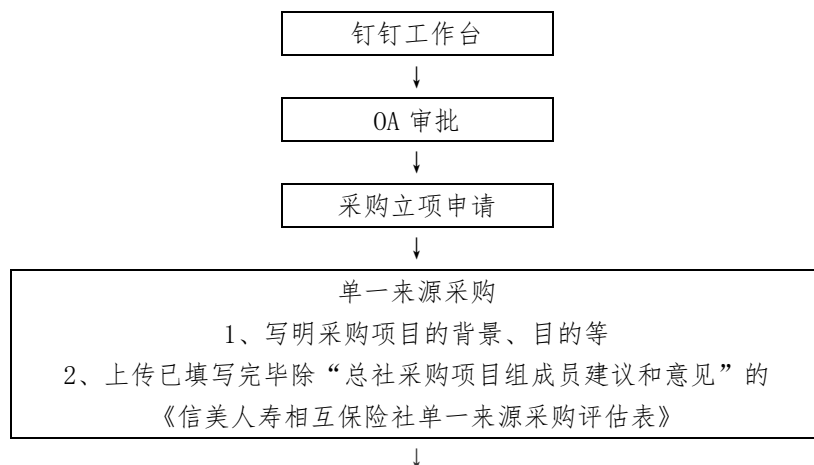 钉钉工作台
↓
OA 审批
↓
采购立项申请
↓
单一来源采购
1、写明采购项目的背景、目的等
2、上传已填写完毕除“总社采购项目组成员建议和意见”的
《信美人寿相互保险社单一来源采购评估表》
↓